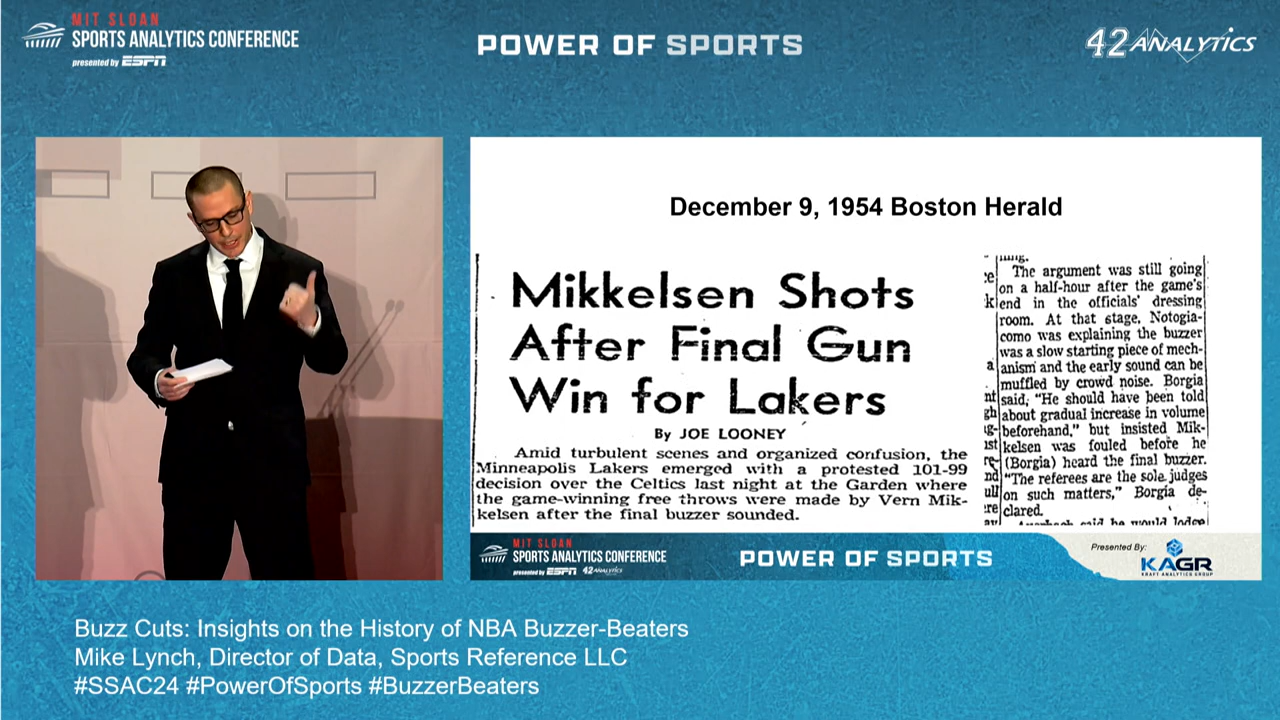 MIT SLOAN
SPORTS ANALYTICS CONFERENCE
presented by ESPN
POWER OF SPORTS
42 ANALYTICS
December 9, 1954 Boston Herald
Mikkelsen Shots
After Final Gun
Win for Lakers
By JOE LOONEY
Amid turbulent scenes and organized confusion, the
Minneapolis Lakers emerged with a protested 101-99
decision over the Celtics last night at the Garden where
the game-winning free throws were made by Vern Mik-
kelsen after the final buzzer sounded.
The argument was still going
on a half-hour after the game's
end in the officials' dressing
room. At that stage, Notogia-
como was explaining the buzzer
was a slow starting piece of mech-
anism and the early sound can be
muffled by crowd noise. Borgia
said, "He should have been told
about gradual increase in volume
beforehand," but insisted Mik-
kelsen was fouled before he
(Borgia) heard the final buzzer.
"The referees are the sole judges
on such matters," Borgia de-
clared.
MIT SLOAN
SPORTS ANALYTICS CONFERENCE
presented by ESPN 42 ANALYTICS
POWER OF SPORTS
Presented By:
KAGR
KRAFT ANALYTICS GROUP
Buzz Cuts: Insights on the History of NBA Buzzer-Beaters
Mike Lynch, Director of Data, Sports Reference LLC
#SSAC24 #PowerOfSports #BuzzerBeaters